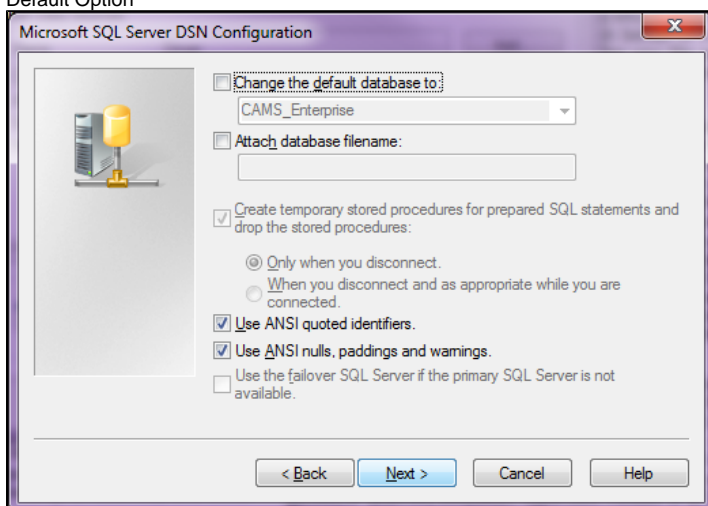 Default Option
Microsoft SQL Server DSN Configuration
Change the default database to:
CAMS_Enterprise
Attach database filename:
Create temporary stored procedures for prepared SQL statements and
drop the stored procedures:
Only when you disconnect.
When you disconnect and as appropriate while you are
connected.
Use ANSI quoted identifiers.
Use ANSI nulls, paddings and warnings.
Use the failover SQL Server if the primary SQL Server is not
available.
< Back
Next >
Cancel
Help